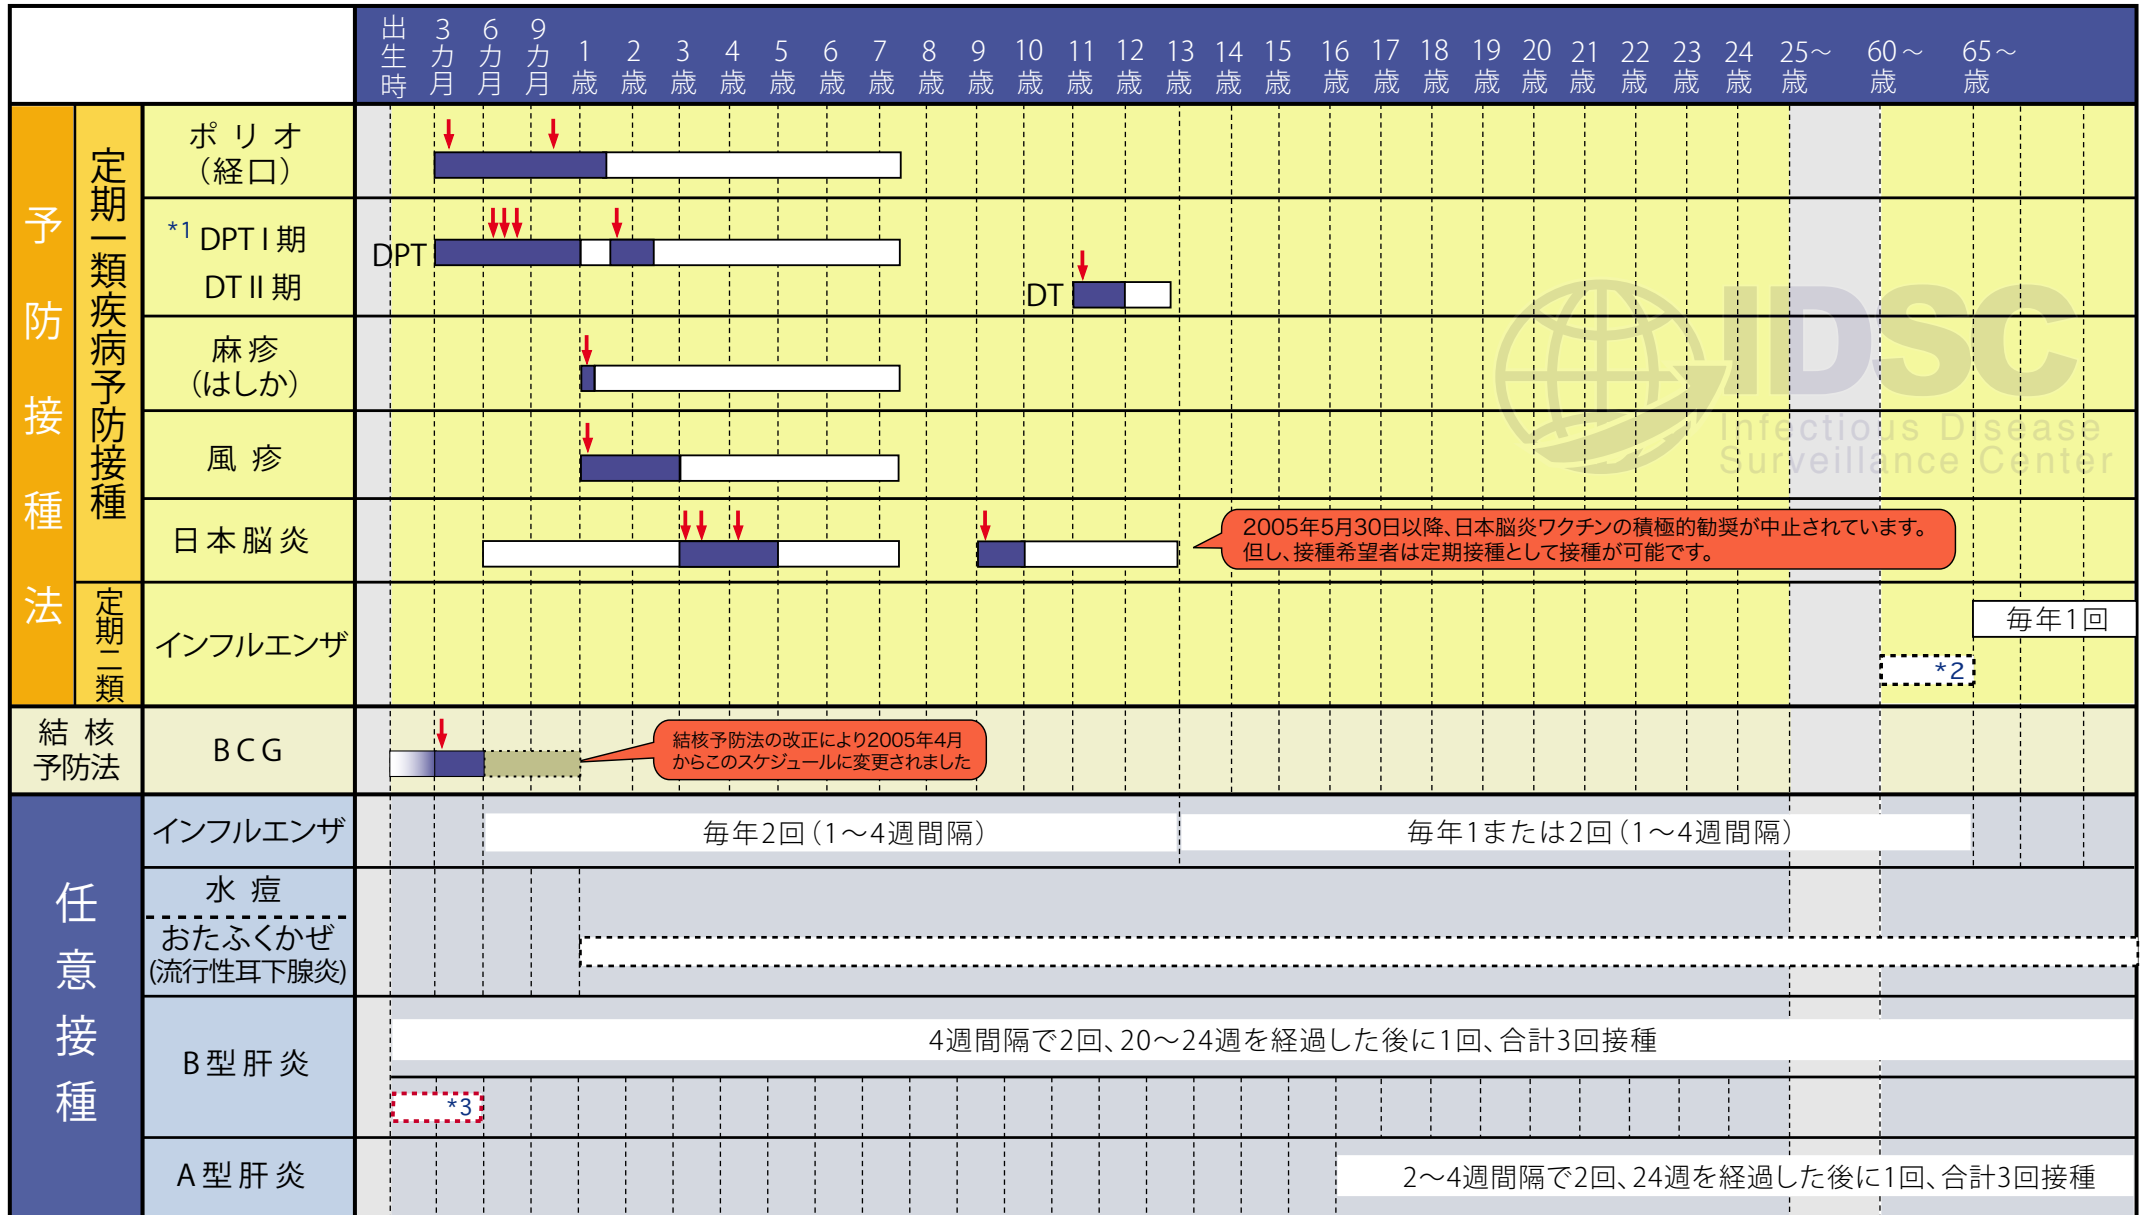 出生時 3カ月 6カ月 9カ月 1歳 2歳 3歳 4歳 5歳 6歳 7歳 8歳 9歳 10歳 11歳 12歳 13歳 14歳 15歳 16歳 17歳 18歳 19歳 20歳 21歳 22歳 23歳 24歳 25～歳 60～歳 65～歳
予防接種法
定期一類疾病予防接種
ポリオ
（経口）
*1 DPT I 期
DT II 期
DPT
DT
麻疹
（はしか）
風疹
日本脳炎
2005年5月30日以降、日本脳炎ワクチンの積極的勧奨が中止されています。
但し、接種希望者は定期接種として接種が可能です。
IDSC
Infectious Disease
Surveillance Center
定期二類
インフルエンザ
毎年1回
*2
結核
予防法
BCG
結核予防法の改正により2005年4月
からこのスケジュールに変更されました
任意接種
インフルエンザ
毎年2回（1～4週間隔）
毎年1または2回（1～4週間隔）
水痘
おたふくかぜ
(流行性耳下腺炎)
B型肝炎
4週間隔で2回、20～24週を経過した後に1回、合計3回接種
*3
A型肝炎
2～4週間隔で2回、24週を経過した後に1回、合計3回接種